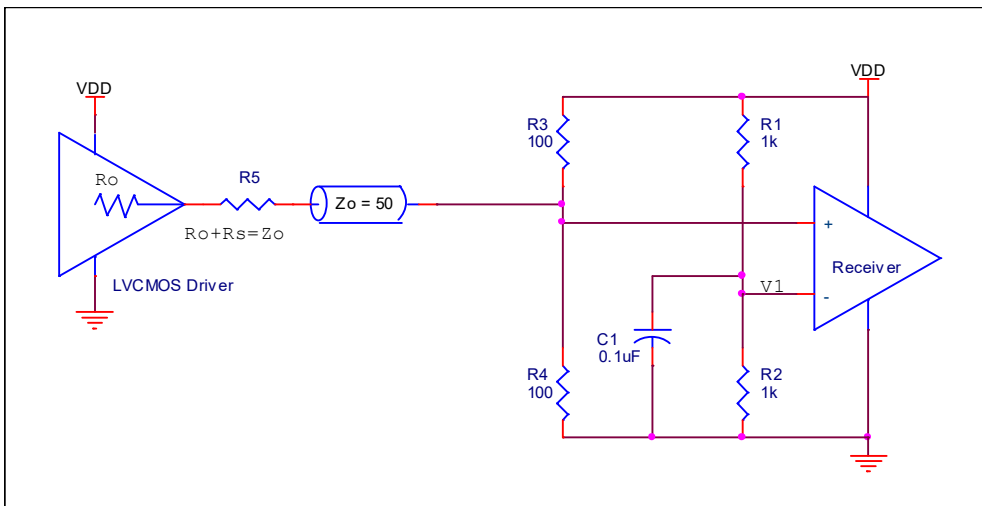 VDD
VDD
R3
100
R1
1k
Ro
R5
Zo = 50
Ro+Rs=Zo
+
Receiver
LVCMOS Driver
V1
-
C1
0.1uF
R4
100
R2
1k